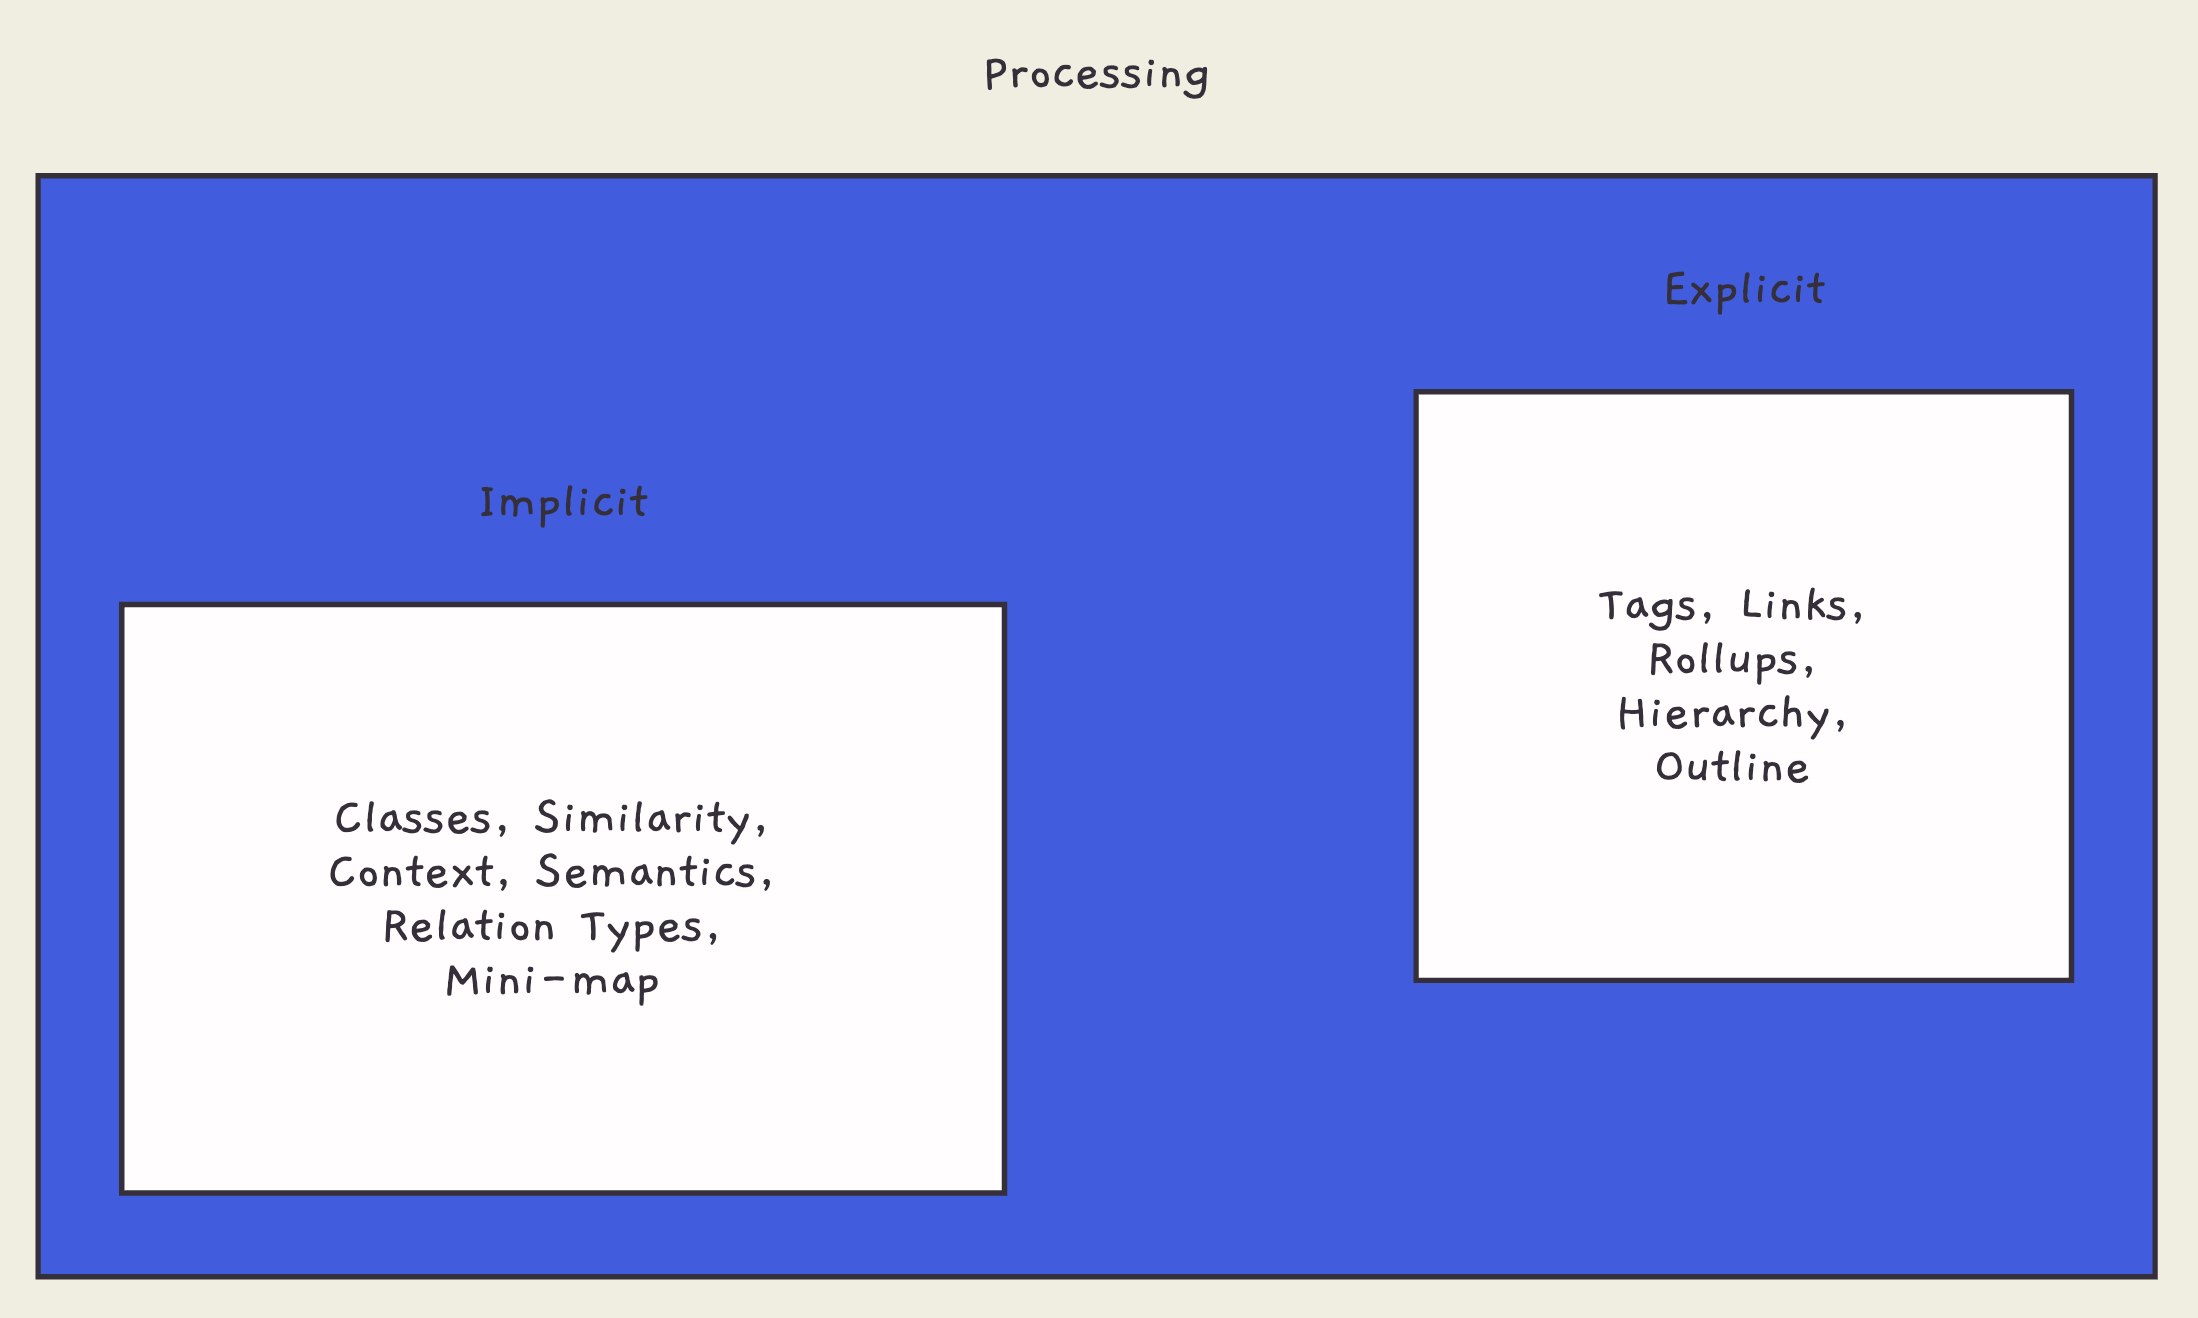 Processing
Explicit
Implicit
Tags, Links,
Rollups,
Hierarchy,
Outline
Classes, Similarity,
Context, Semantics,
Relation Types,
Mini-map